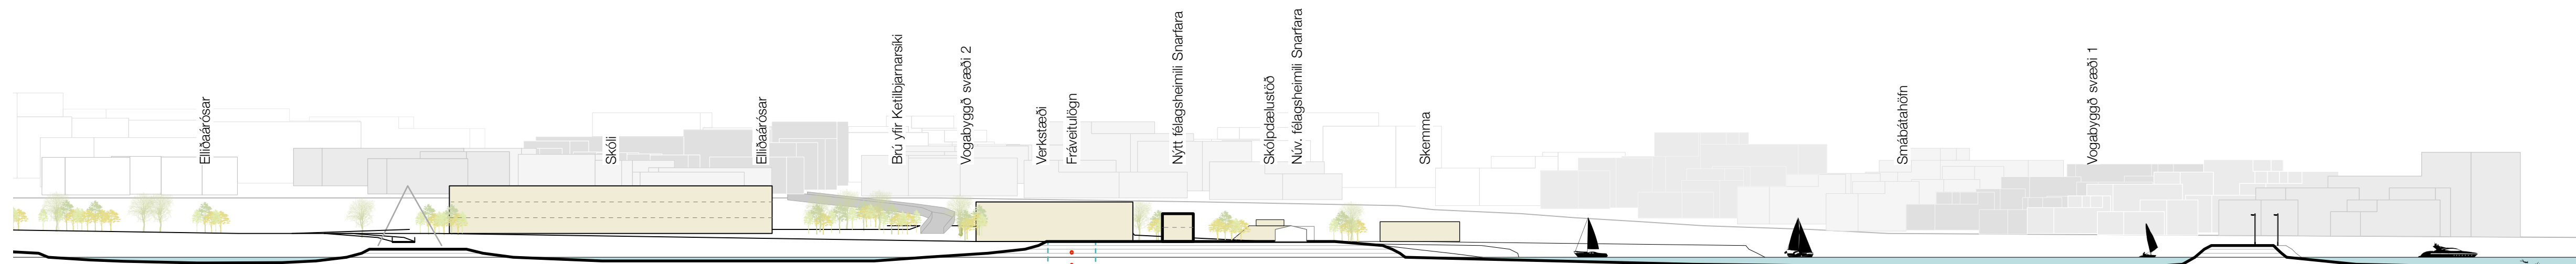 Elliðaárósar
Skóli
Elliðaárósar
Brú yfir Ketilbjarnarsíki
Vogabyggð svæði 2
Verkstæði
Fráveitulögn
Nýtt félagsheimili Snarfara
Skólpdælustöð
Núv. félagsheimili Snarfara
Skemma
Smábátahöfn
Vogabyggð svæði 1